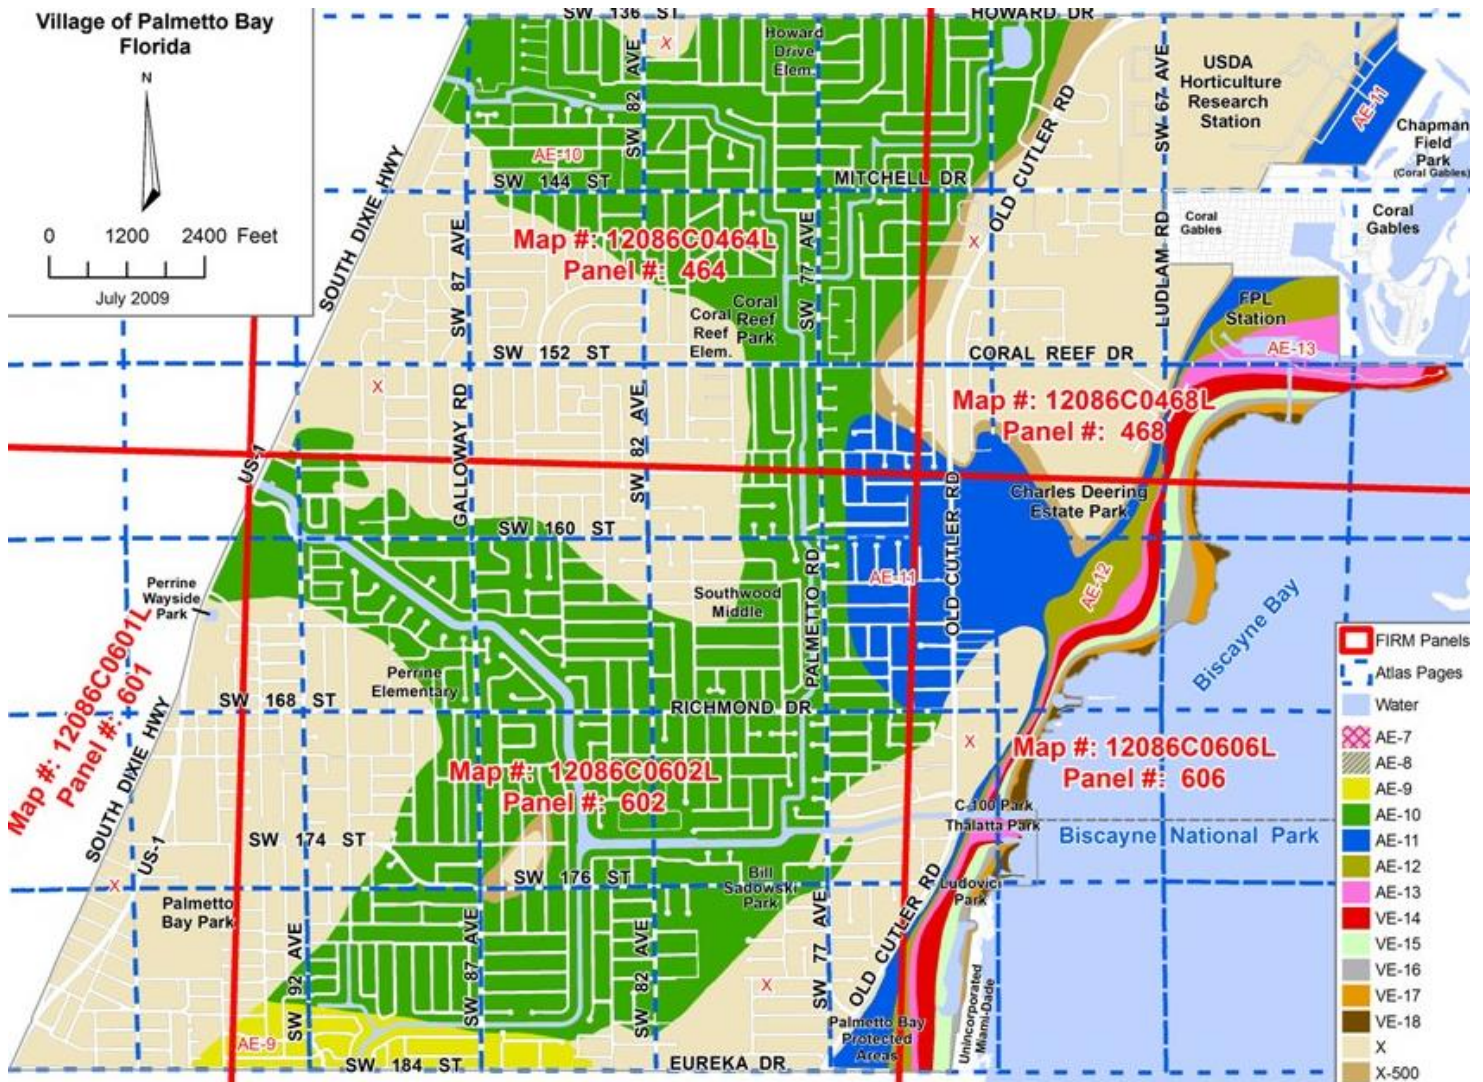 Village of Palmetto Bay
Florida
N
0 1200 2400 Feet
July 2009
SW 136 ST
HOWARD DR
X
Howard
Drive
Elem.
SW 82 AVE
SW 67 AVE
USDA
Horticulture
Research
Station
AE-11
Chapman
Field
Park
(Coral Gables)
OLD CUTLER RD
AE-10
SW 144 ST
MITCHELL DR
SOUTH DIXIE HWY
SW 87 AVE
SW 77 AVE
Map #: 12086C0464L
Panel #: 464
X
LUDLAM RD
Coral
Gables
Coral
Gables
Coral
Reef
Park
Coral
Reef
Elem.
FPL
Station
AE-13
SW 152 ST
CORAL REEF DR
X
GALLOWAY RD
SW 82 AVE
Map #: 12086C0468L
Panel #: 468
US-1
OLD CUTLER RD
Charles Deering
Estate Park
SW 160 ST
PALMETTO RD
AE-11
AE-12
Biscayne Bay
Perrine
Wayside
Park
Southwood
Middle
Map #: 12086C0601L
Panel #: 601
Perrine
Elementary
SW 168 ST
RICHMOND DR
X
Map #: 12086C0606L
Panel #: 606
Map #: 12086C0602L
Panel #: 602
SOUTH DIXIE HWY
US-1
C-100 Park
Thalatta Park
Biscayne National Park
SW 174 ST
X
SW 176 ST
Bill
Sadowski
Park
Ludovici
Park
Palmetto
Bay Park
SW 92 AVE
SW 87 AVE
SW 82 AVE
SW 77 AVE
OLD CUTLER RD
X
Unincorporated
Miami-Dade
Palmetto Bay
Protected
Areas
AE-9
SW 184 ST
EUREKA DR
FIRM Panels
Atlas Pages
Water
AE-7
AE-8
AE-9
AE-10
AE-11
AE-12
AE-13
VE-14
VE-15
VE-16
VE-17
VE-18
X
X-500